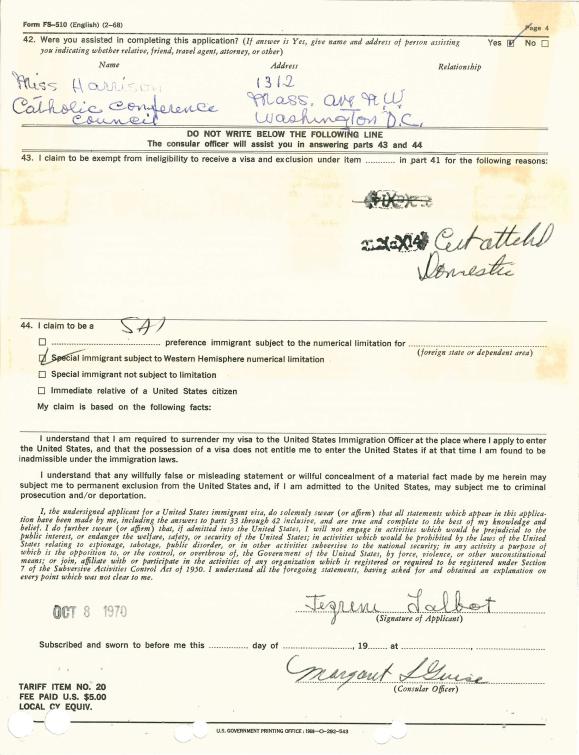 Form FS-510 (English) (2-68)
Page 4
42. Were you assisted in completing this application? (If answer is Yes, give name and address of person assisting Yes ☑ No ☐
you indicating whether relative, friend, travel agent, attorney, or other)
Name Address Relationship
Miss Harrison 1312
Catholic Conference Mass. Ave N.W.
Council Washington D.C.
DO NOT WRITE BELOW THE FOLLOWING LINE
The consular officer will assist you in answering parts 43 and 44
43. I claim to be exempt from ineligibility to receive a visa and exclusion under item ........... in part 41 for the following reasons:
Cert attchd
Domestic
44. I claim to be a SA1
☐ ................................ preference immigrant subject to the numerical limitation for ........................................
(foreign state or dependent area)
☑ Special immigrant subject to Western Hemisphere numerical limitation
☐ Special immigrant not subject to limitation
☐ Immediate relative of a United States citizen
My claim is based on the following facts:
I understand that I am required to surrender my visa to the United States Immigration Officer at the place where I apply to enter
the United States, and that the possession of a visa does not entitle me to enter the United States if at that time I am found to be
inadmissible under the immigration laws.
I understand that any willfully false or misleading statement or willful concealment of a material fact made by me herein may
subject me to permanent exclusion from the United States and, if I am admitted to the United States, may subject me to criminal
prosecution and/or deportation.
I, the undersigned applicant for a United States immigrant visa, do solemnly swear (or affirm) that all statements which appear in this applica-
tion have been made by me, including the answers to parts 33 through 42 inclusive, and are true and complete to the best of my knowledge and
belief. I do further swear (or affirm) that, if admitted into the United States, I will not engage in activities which would be prejudicial to the
public interest, or endanger the welfare, safety, or security of the United States; in activities which would be prohibited by the laws of the United
States relating to espionage, sabotage, public disorder, or in other activities subversive to the national security; in any activity a purpose of
which is the opposition to, or the control, or overthrow of, the Government of the United States, by force, violence, or other unconstitutional
means; or join, affiliate with or participate in the activities of any organization which is registered or required to be registered under Section
7 of the Subversive Activities Control Act of 1950. I understand all the foregoing statements, having asked for and obtained an explanation on
every point which was not clear to me.
OCT 8 1970
Talbot
(Signature of Applicant)
Subscribed and sworn to before me this ............ day of ......................, 19..... at ......................, ......................
Margaret
(Consular Officer)
TARIFF ITEM NO. 20
FEE PAID U.S. $5.00
LOCAL CY EQUIV.
U.S. GOVERNMENT PRINTING OFFICE : 1968-O-292-543